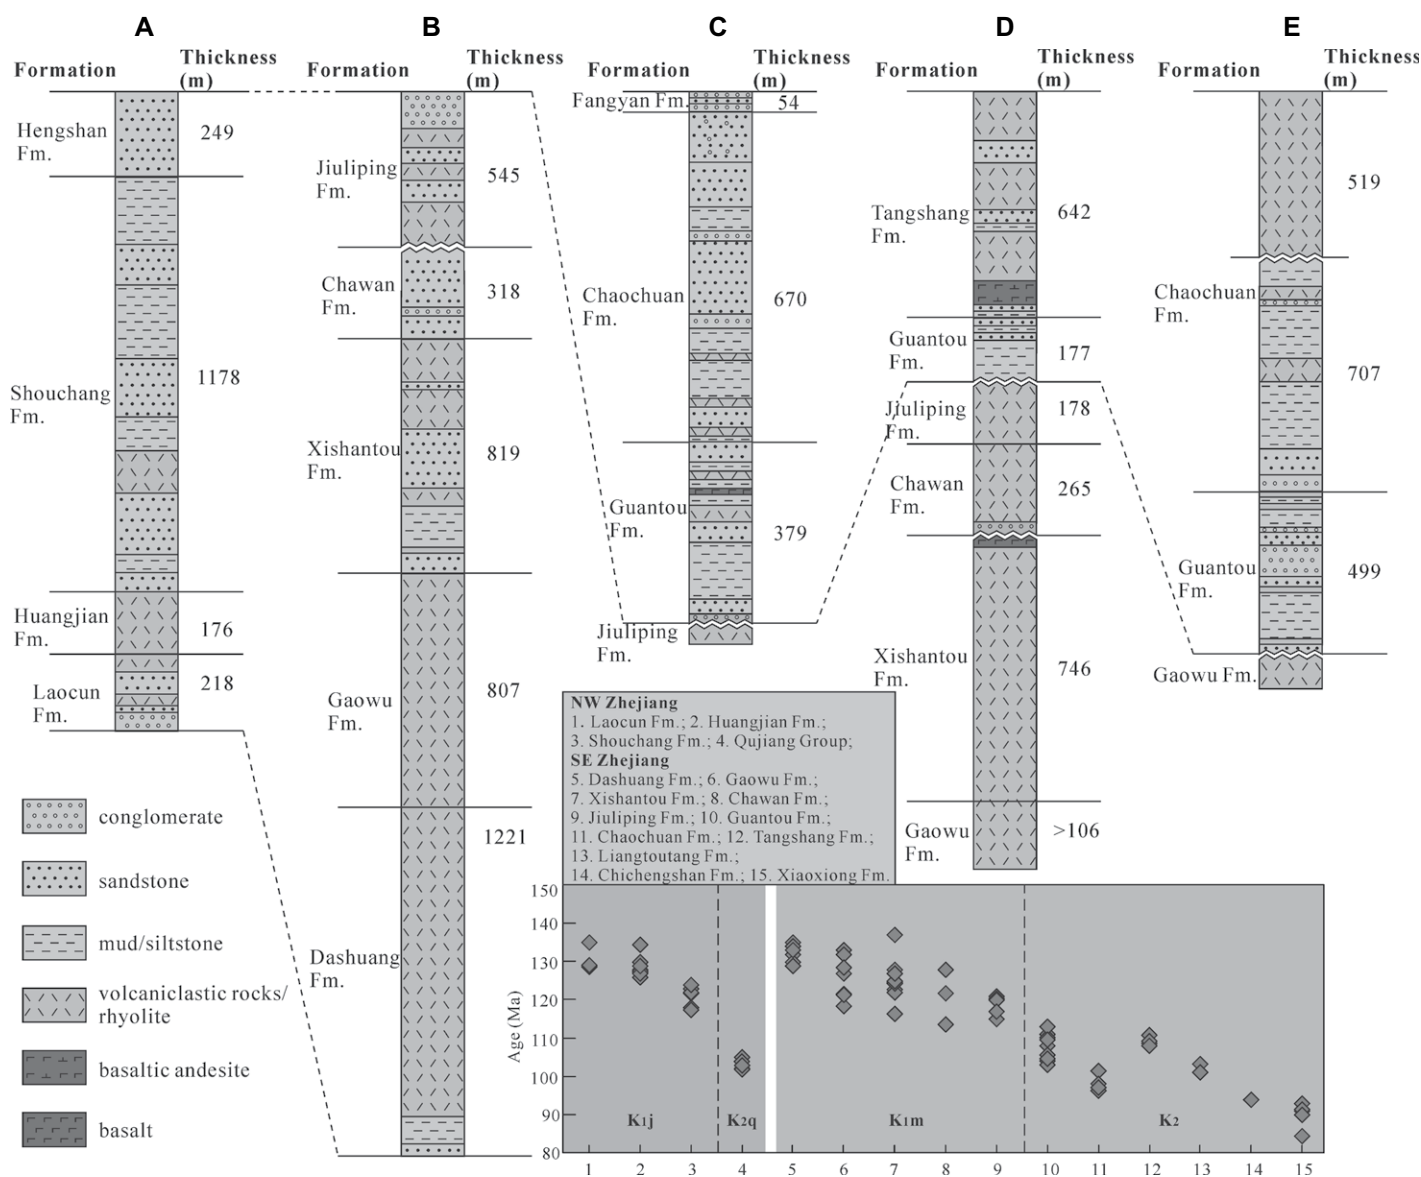 A
B
C
D
E
Formation
Thickness
(m)
Formation
Thickness
(m)
Formation
Thickness
(m)
Formation
Thickness
(m)
Formation
Thickness
(m)
Hengshan
Fm.
249
Shouchang
Fm.
1178
Huangjian
Fm.
176
Laocun
Fm.
218
Jiuliping
Fm.
545
Chawan
Fm.
318
Xishantou
Fm.
819
Gaowu
Fm.
807
Dashuang
Fm.
1221
Fangyan Fm.
54
Chaochuan
Fm.
670
Guantou
Fm.
379
Jiuliping
Fm.
Tangshang
Fm.
642
Guantou
Fm.
177
Jiuliping
Fm.
178
Chawan
Fm.
265
Xishantou
Fm.
746
Gaowu
Fm.
>106
519
Chaochuan
Fm.
707
Guantou
Fm.
499
Gaowu Fm.
conglomerate
sandstone
mud/siltstone
volcaniclastic rocks/
rhyolite
basaltic andesite
basalt
NW Zhejiang
1. Laocun Fm.; 2. Huangjian Fm.;
3. Shouchang Fm.; 4. Qujiang Group;
SE Zhejiang
5. Dashuang Fm.; 6. Gaowu Fm.;
7. Xishantou Fm.; 8. Chawan Fm.;
9. Jiuliping Fm.; 10. Guantou Fm.;
11. Chaochuan Fm.; 12. Tangshang Fm.;
13. Liangtoutang Fm.;
14. Chichengshan Fm.; 15. Xiaoxiong Fm.
Age (Ma)
150
140
130
120
110
100
90
80
K1j
K2q
K1m
K2
1 2 3 4 5 6 7 8 9 10 11 12 13 14 15